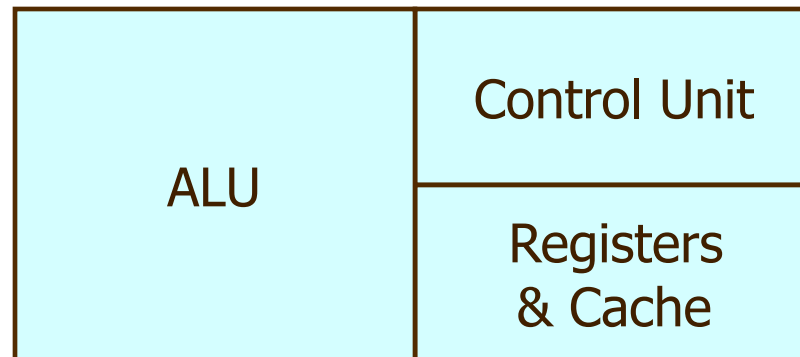 ALU
Control Unit
Registers
& Cache